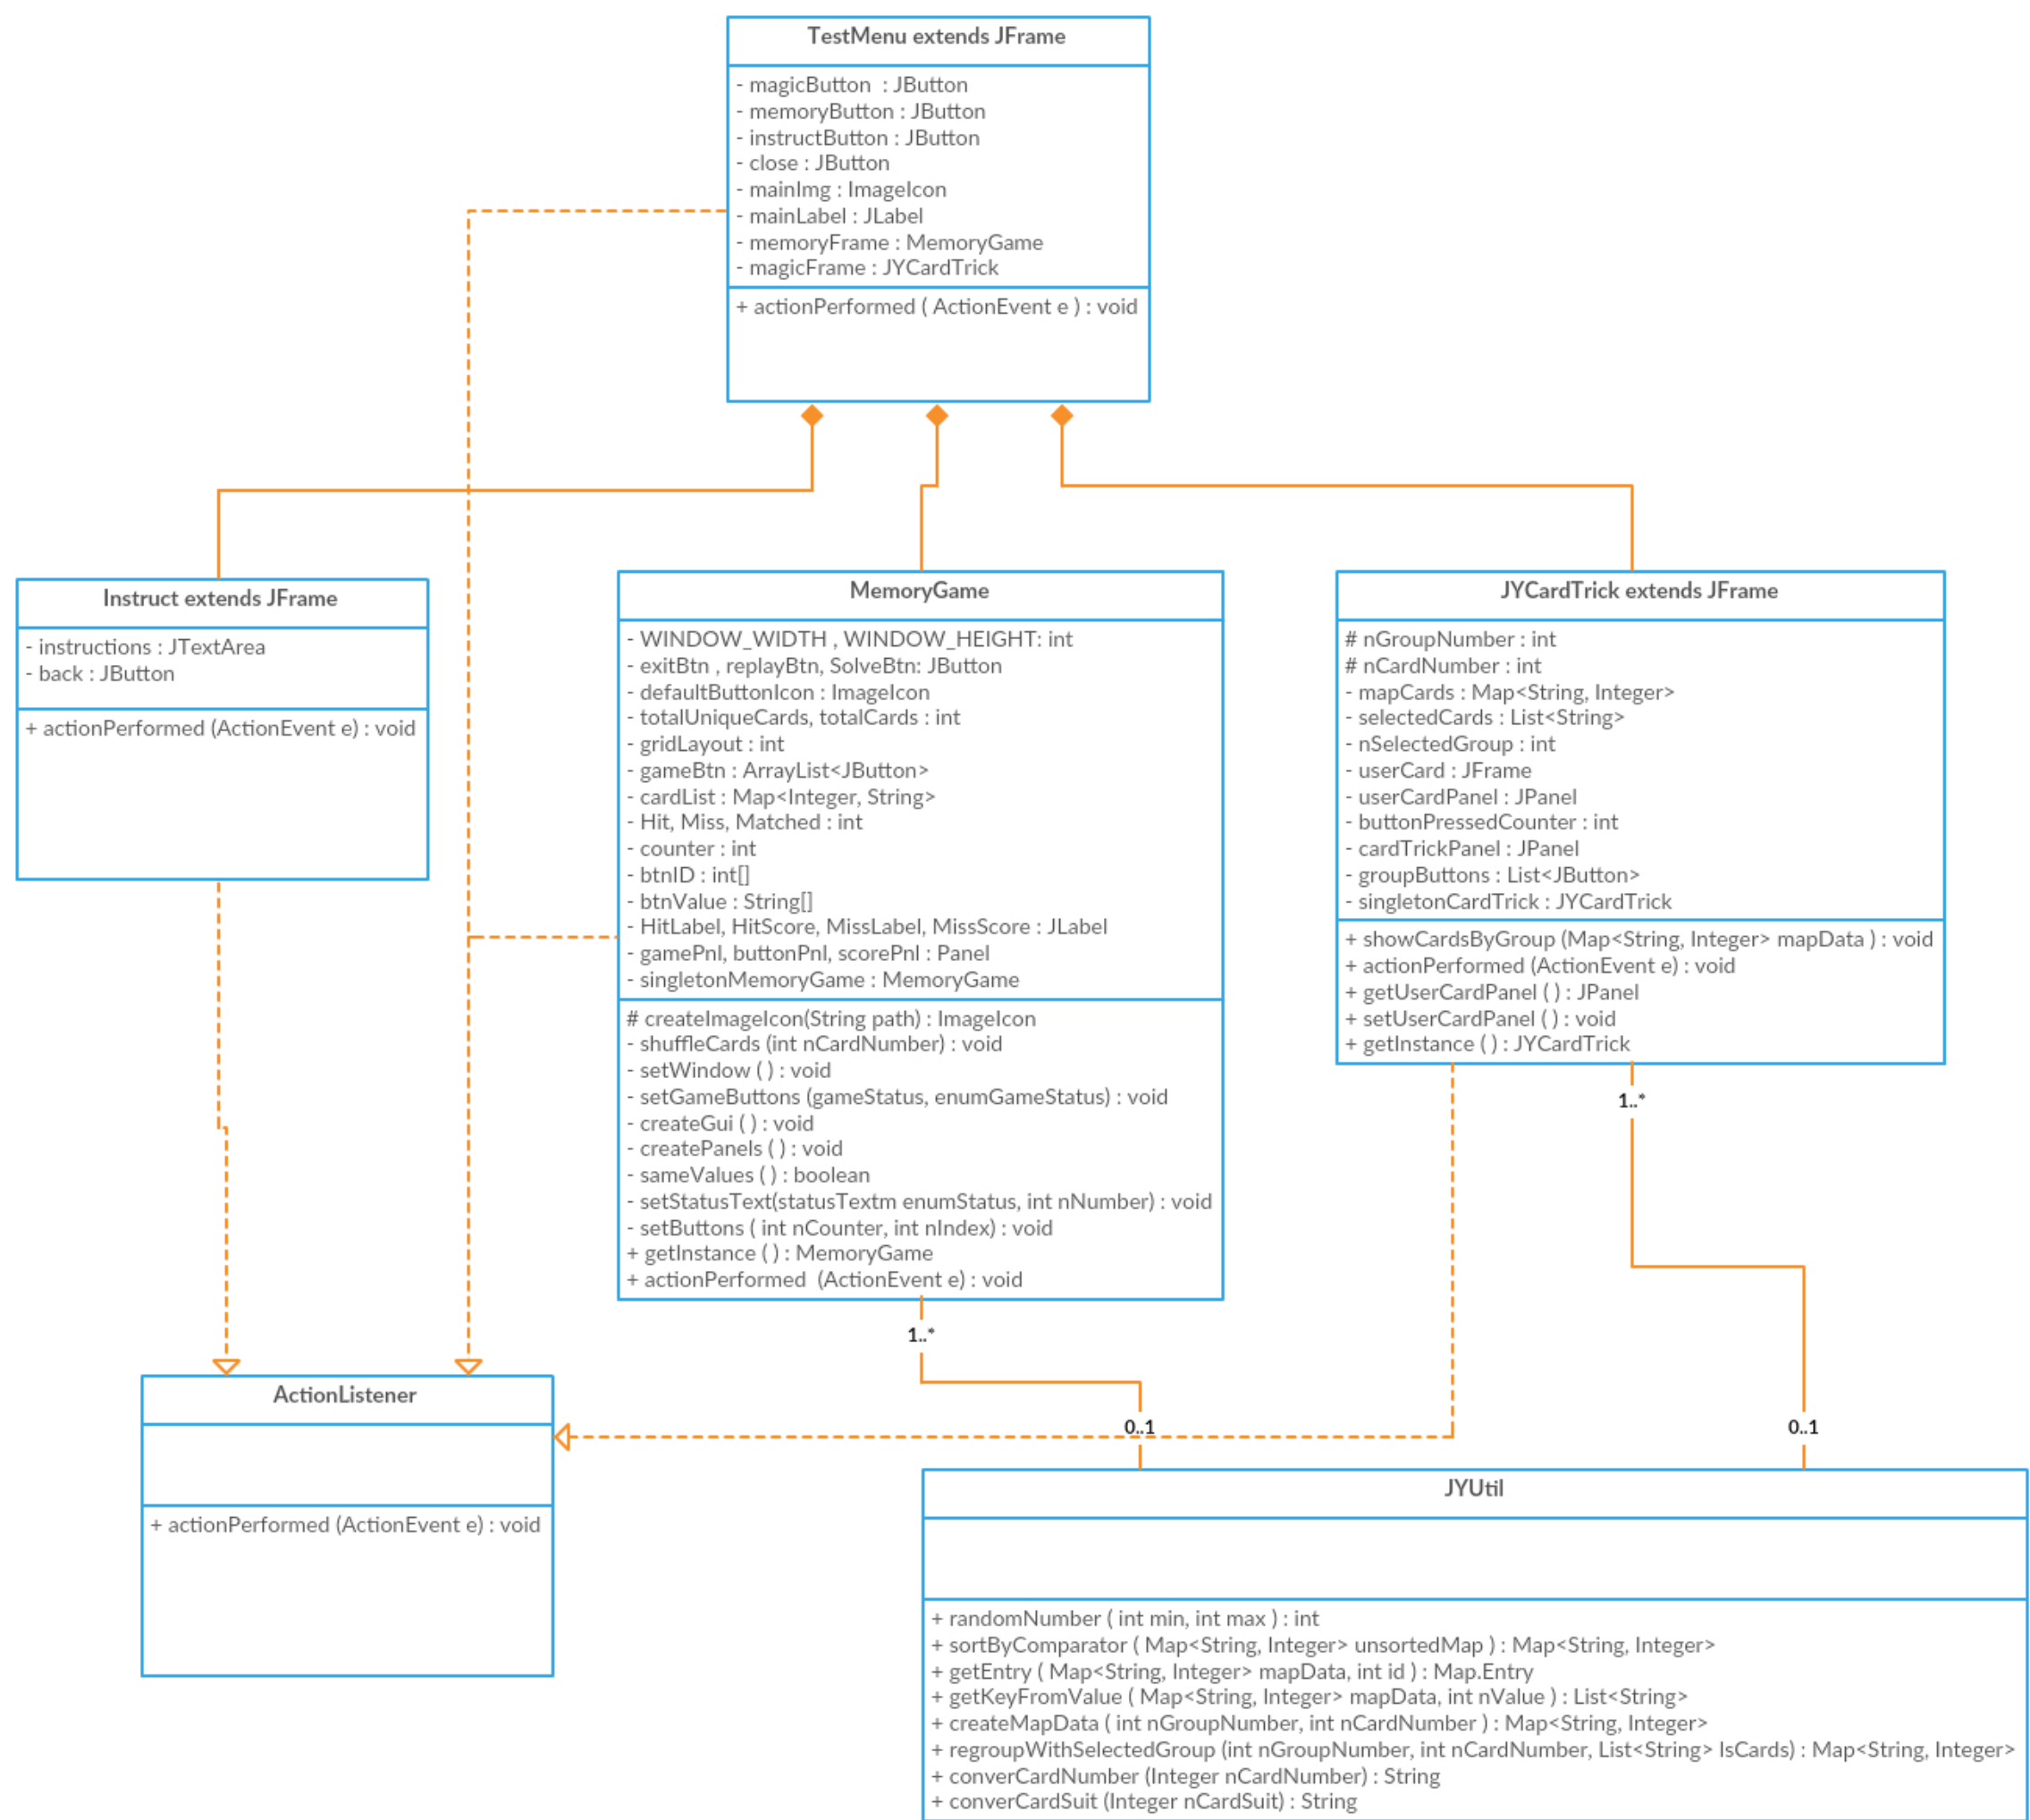 TestMenu extends JFrame
- magicButton  : JButton
- memoryButton : JButton
- instructButton : JButton
- close : JButton
- mainImg : ImageIcon
- mainLabel : JLabel
- memoryFrame : MemoryGame
- magicFrame : JYCardTrick
+ actionPerformed ( ActionEvent e ) : void
Instruct extends JFrame
- instructions : JTextArea
- back : JButton
+ actionPerformed (ActionEvent e) : void
MemoryGame
- WINDOW_WIDTH , WINDOW_HEIGHT: int
- exitBtn , replayBtn, SolveBtn: JButton
- defaultButtonIcon : ImageIcon
- totalUniqueCards, totalCards : int
- gridLayout : int
- gameBtn : ArrayList<JButton>
- cardList : Map<Integer, String>
- Hit, Miss, Matched : int
- counter : int
- btnID : int[]
- btnValue : String[]
- HitLabel, HitScore, MissLabel, MissScore : JLabel
- gamePnl, buttonPnl, scorePnl : Panel
- singletonMemoryGame : MemoryGame
# createImageIcon(String path) : ImageIcon
- shuffleCards (int nCardNumber) : void
- setWindow ( ) : void
- setGameButtons (gameStatus, enumGameStatus) : void
- createGui ( ) : void
- createPanels ( ) : void
- sameValues ( ) : boolean
- setStatusText(statusTextm enumStatus, int nNumber) : void
- setButtons ( int nCounter, int nIndex) : void
+ getInstance ( ) : MemoryGame
+ actionPerformed  (ActionEvent e) : void
JYCardTrick extends JFrame
# nGroupNumber : int
# nCardNumber : int
- mapCards : Map<String, Integer>
- selectedCards : List<String>
- nSelectedGroup : int
- userCard : JFrame
- userCardPanel : JPanel
- buttonPressedCounter : int
- cardTrickPanel : JPanel
- groupButtons : List<JButton>
- singletonCardTrick : JYCardTrick
+ showCardsByGroup (Map<String, Integer> mapData ) : void
+ actionPerformed (ActionEvent e) : void
+ getUserCardPanel ( ) : JPanel
+ setUserCardPanel ( ) : void
+ getInstance ( ) : JYCardTrick
1..*
1..*
0..1
0..1
ActionListener
+ actionPerformed (ActionEvent e) : void
JYUtil
+ randomNumber ( int min, int max ) : int
+ sortByComparator ( Map<String, Integer> unsortedMap ) : Map<String, Integer>
+ getEntry ( Map<String, Integer> mapData, int id ) : Map.Entry
+ getKeyFromValue ( Map<String, Integer> mapData, int nValue ) : List<String>
+ createMapData ( int nGroupNumber, int nCardNumber ) : Map<String, Integer>
+ regroupWithSelectedGroup (int nGroupNumber, int nCardNumber, List<String> lsCards) : Map<String, Integer>
+ converCardNumber (Integer nCardNumber) : String
+ converCardSuit (Integer nCardSuit) : String